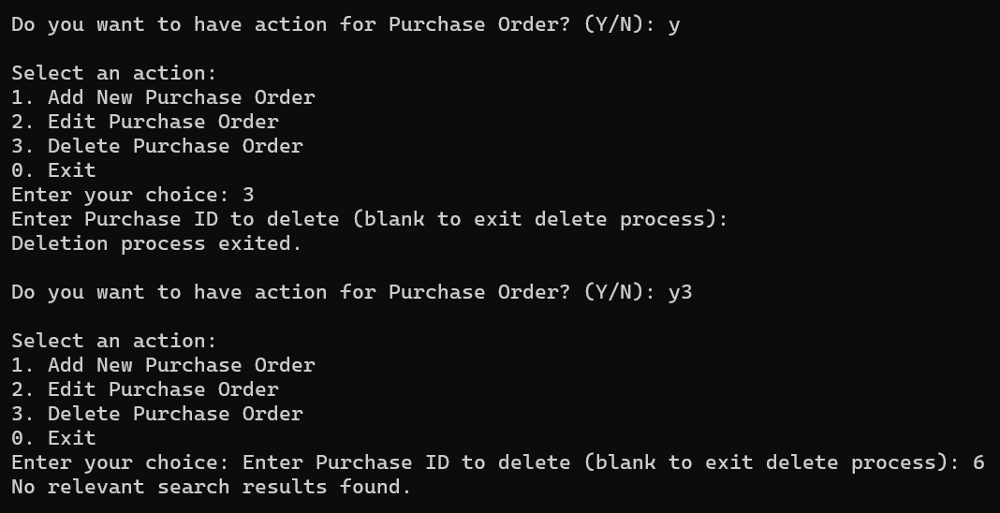 Do you want to have action for Purchase Order? (Y/N): y
Select an action:
1. Add New Purchase Order
2. Edit Purchase Order
3. Delete Purchase Order
0. Exit
Enter your choice: 3
Enter Purchase ID to delete (blank to exit delete process):
Deletion process exited.
Do you want to have action for Purchase Order? (Y/N): y3
Select an action:
1. Add New Purchase Order
2. Edit Purchase Order
3. Delete Purchase Order
0. Exit
Enter your choice: Enter Purchase ID to delete (blank to exit delete process): 6
No relevant search results found.